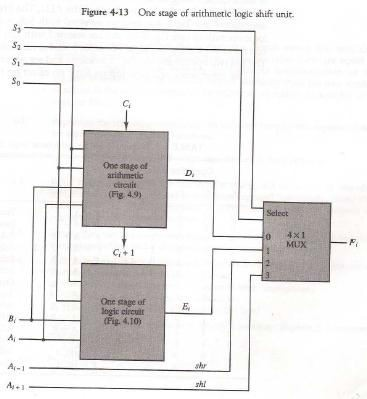 Figure 4-13 One stage of arithmetic logic shift unit.
S3
S2
S1
S0
Ci
One stage of
arithmetic
circuit
(Fig. 4.9)
Di
Ci + 1
Select
0
1
2
3
4 × 1
MUX
Fi
One stage of
logic circuit
(Fig. 4.10)
Ei
Bi
Ai
Ai − 1
shr
Ai + 1
shl